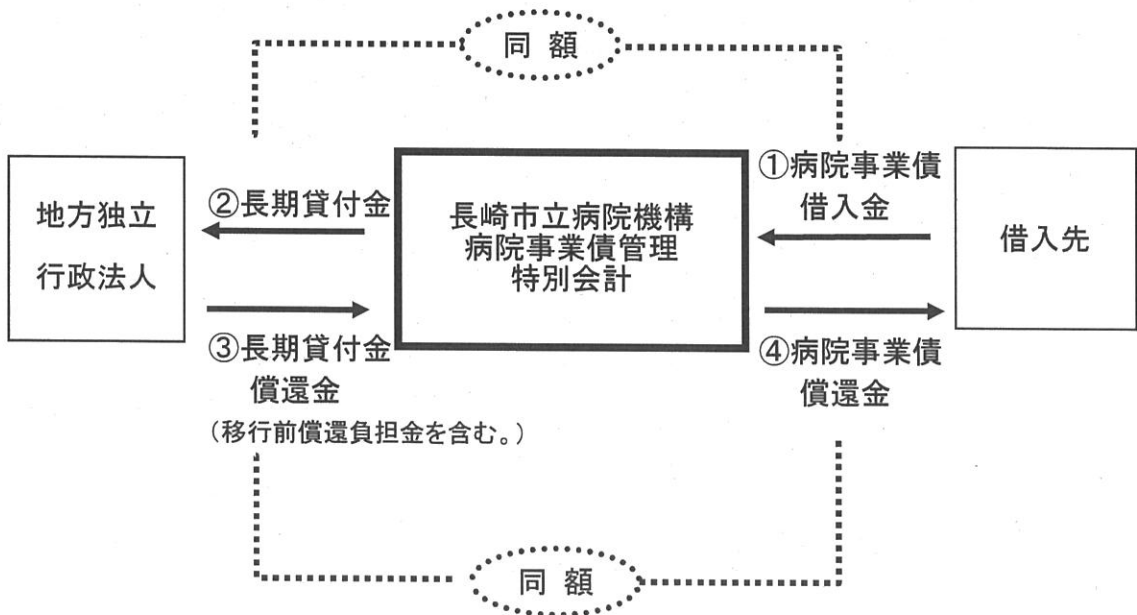 同額
地方独立
行政法人
②長期貸付金
長崎市立病院機構
病院事業債管理
特別会計
①病院事業債
借入金
借入先
③長期貸付金
償還金
(移行前償還負担金を含む。)
④病院事業債
償還金
同額